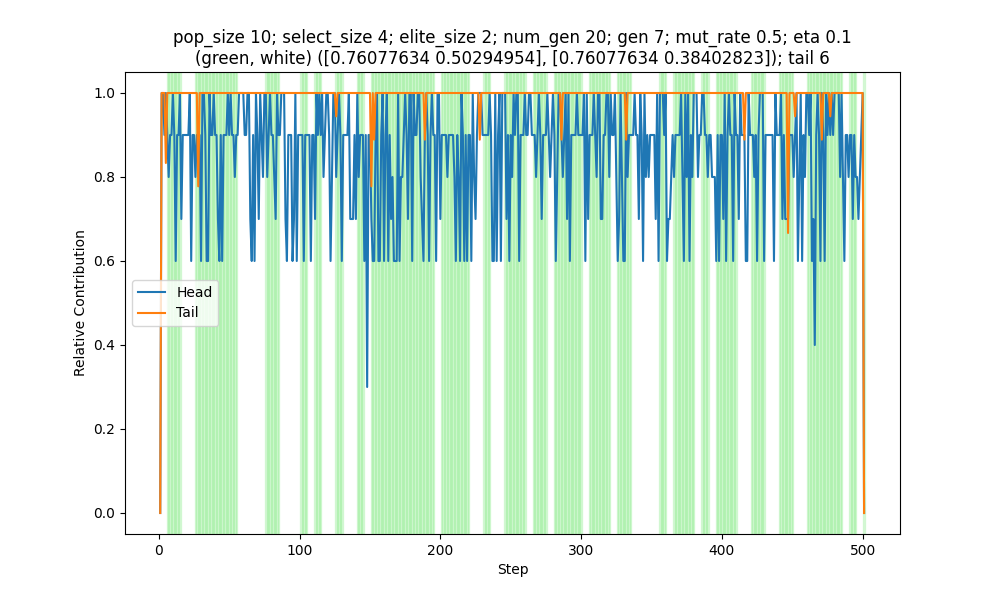 pop_size 10; select_size 4; elite_size 2; num_gen 20; gen 7; mut_rate 0.5; eta 0.1
(green, white) ([0.76077634 0.50294954], [0.76077634 0.38402823]); tail 6
1.0
0.8
0.6
0.4
0.2
0.0
Relative Contribution
Head
Tail
0
100
200
300
400
500
Step